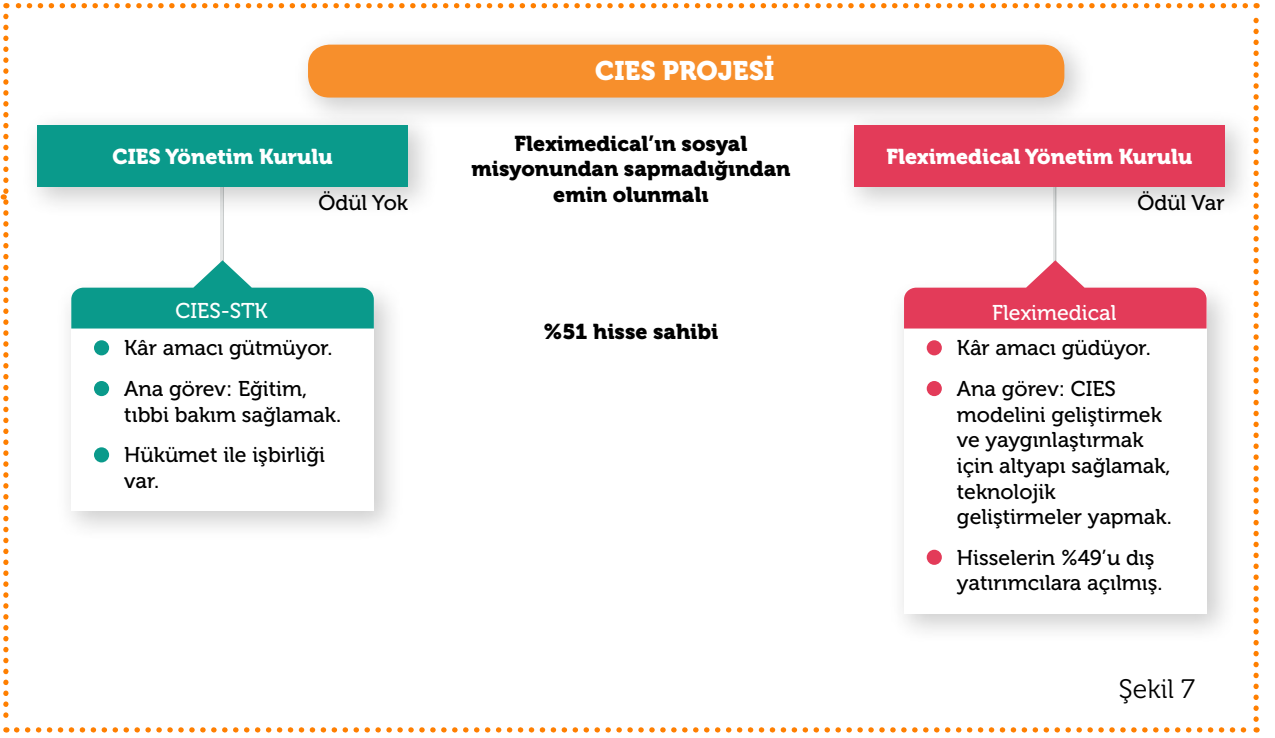 CIES PROJESİ
CIES Yönetim Kurulu
Ödül Yok
CIES-STK
Kâr amacı gütmüyor.
Ana görev: Eğitim,
tıbbi bakım sağlamak.
Hükümet ile işbirliği
var.
Fleximedical’ın sosyal
misyonundan sapmadığından
emin olunmalı
%51 hisse sahibi
Fleximedical Yönetim Kurulu
Ödül Var
Fleximedical
Kâr amacı güdüyor.
Ana görev: CIES
modelini geliştirmek
ve yaygınlaştırmak
için altyapı sağlamak,
teknolojik
geliştirmeler yapmak.
Hisselerin %49’u dış
yatırımcılara açılmış.
Şekil 7